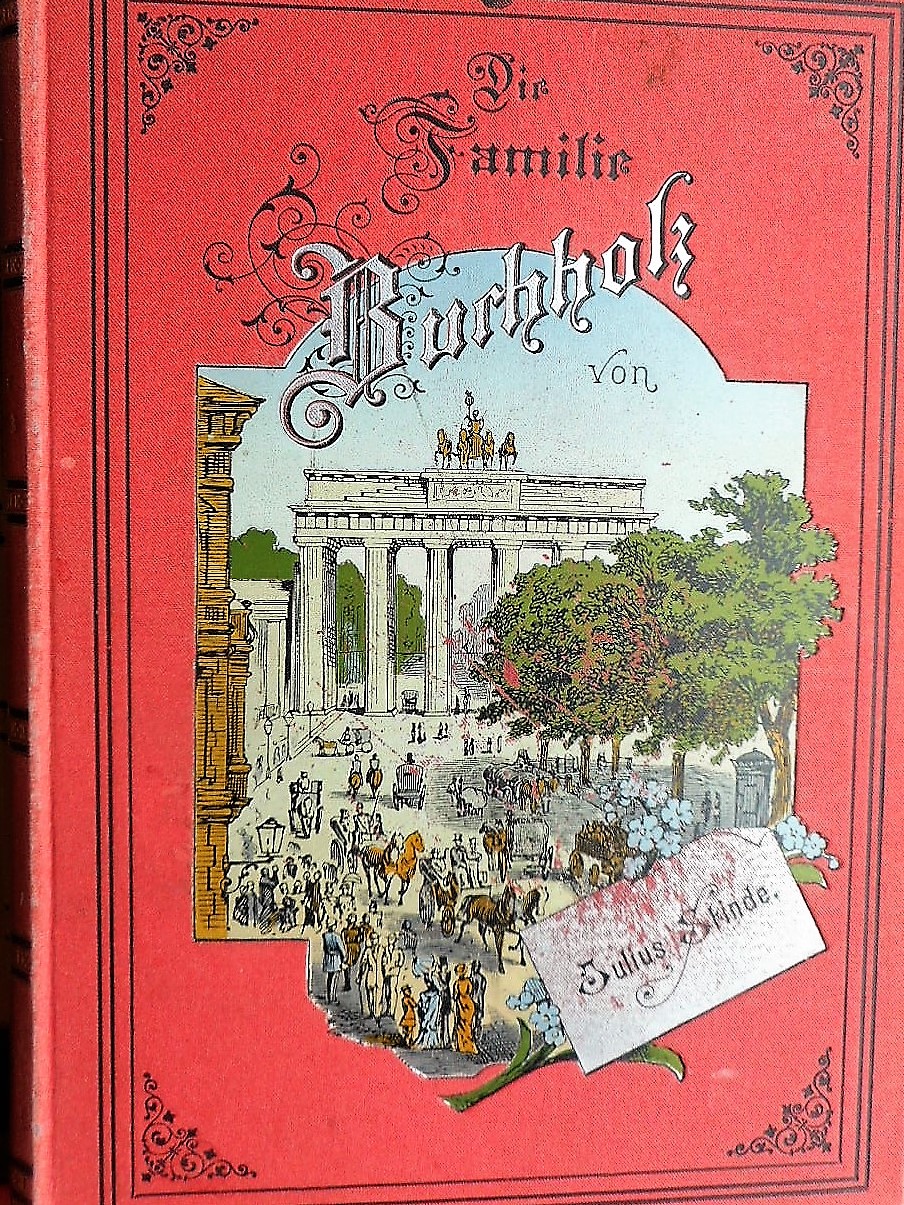 Die
Familie
Buchholz
von
Julius Stinde.